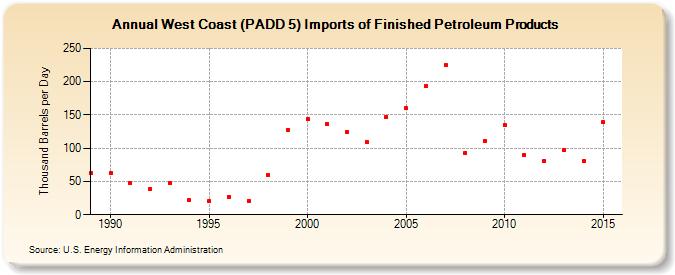 Annual West Coast (PADD 5) Imports of Finished Petroleum Products
Thousand Barrels per Day
250
200
150
100
50
0
1990 1995 2000 2005 2010 2015
Source: U.S. Energy Information Administration